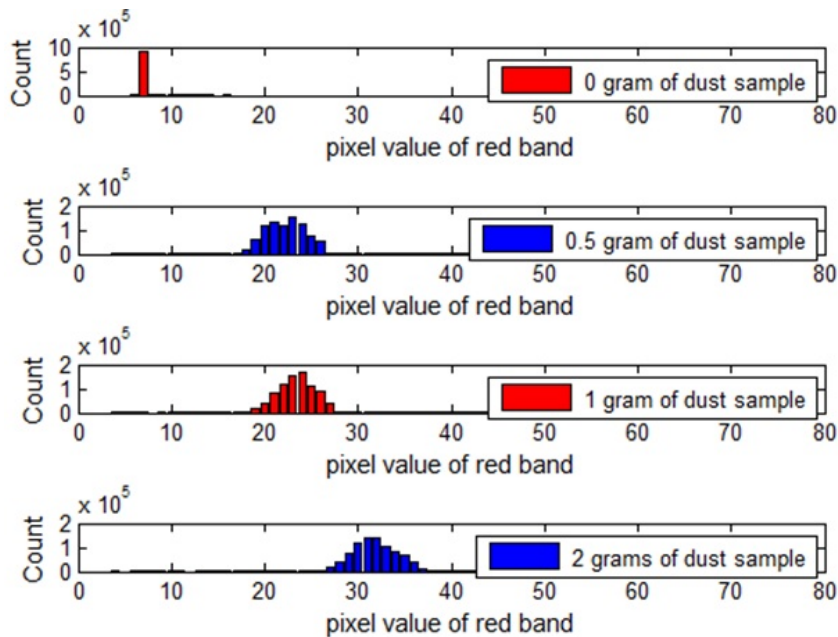 x 10^5
10
5
0
Count
0 gram of dust sample
0 10 20 30 40 50 60 70 80
pixel value of red band
x 10^5
2
1
0
Count
0.5 gram of dust sample
0 10 20 30 40 50 60 70 80
pixel value of red band
x 10^5
2
1
0
Count
1 gram of dust sample
0 10 20 30 40 50 60 70 80
pixel value of red band
x 10^5
2
1
0
Count
2 grams of dust sample
0 10 20 30 40 50 60 70 80
pixel value of red band